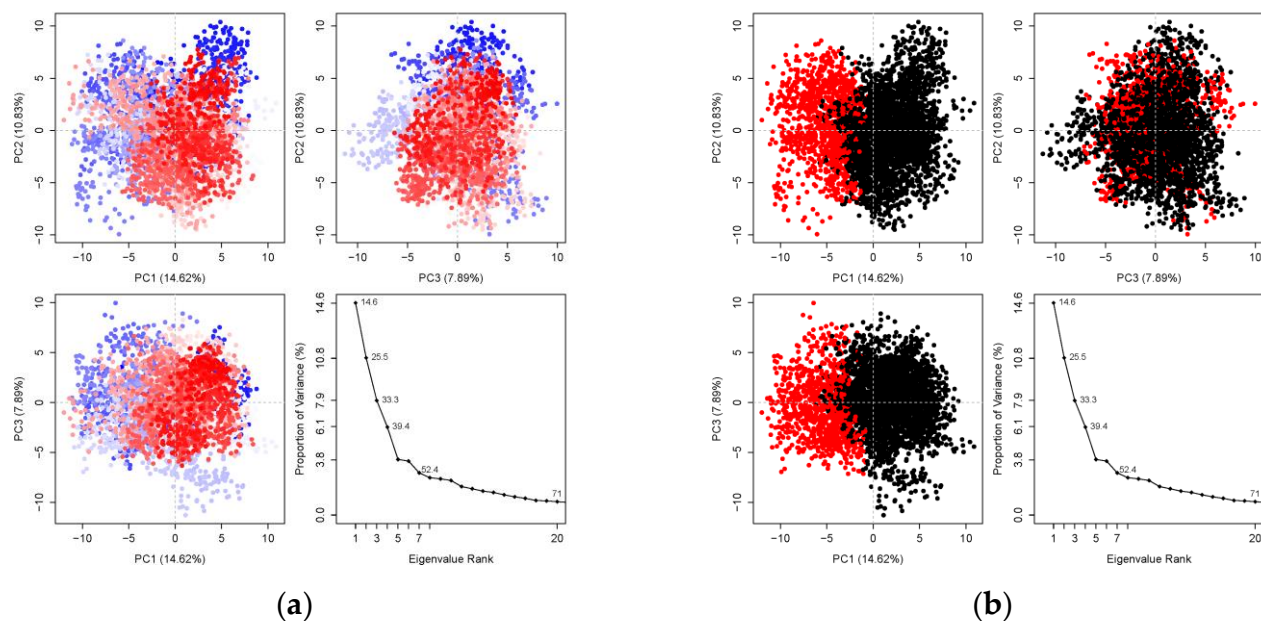 10
5
0
−5
−10
PC2 (10.83%)
−10 −5 0 5 10
PC1 (14.62%)
10
5
0
−5
−10
PC2 (10.83%)
−10 −5 0 5 10
PC3 (7.89%)
10
5
0
−5
−10
PC3 (7.89%)
−10 −5 0 5 10
PC1 (14.62%)
14.6
10.8
7.9
6.1
3.8
0.0
Proportion of Variance (%)
14.6
25.5
33.3
39.4
52.4
71
1 3 5 7 20
Eigenvalue Rank
(a)
10
5
0
−5
−10
PC2 (10.83%)
−10 −5 0 5 10
PC1 (14.62%)
10
5
0
−5
−10
PC2 (10.83%)
−10 −5 0 5 10
PC3 (7.89%)
10
5
0
−5
−10
PC3 (7.89%)
−10 −5 0 5 10
PC1 (14.62%)
14.6
10.8
7.9
6.1
3.8
0.0
Proportion of Variance (%)
14.6
25.5
33.3
39.4
52.4
71
1 3 5 7 20
Eigenvalue Rank
(b)